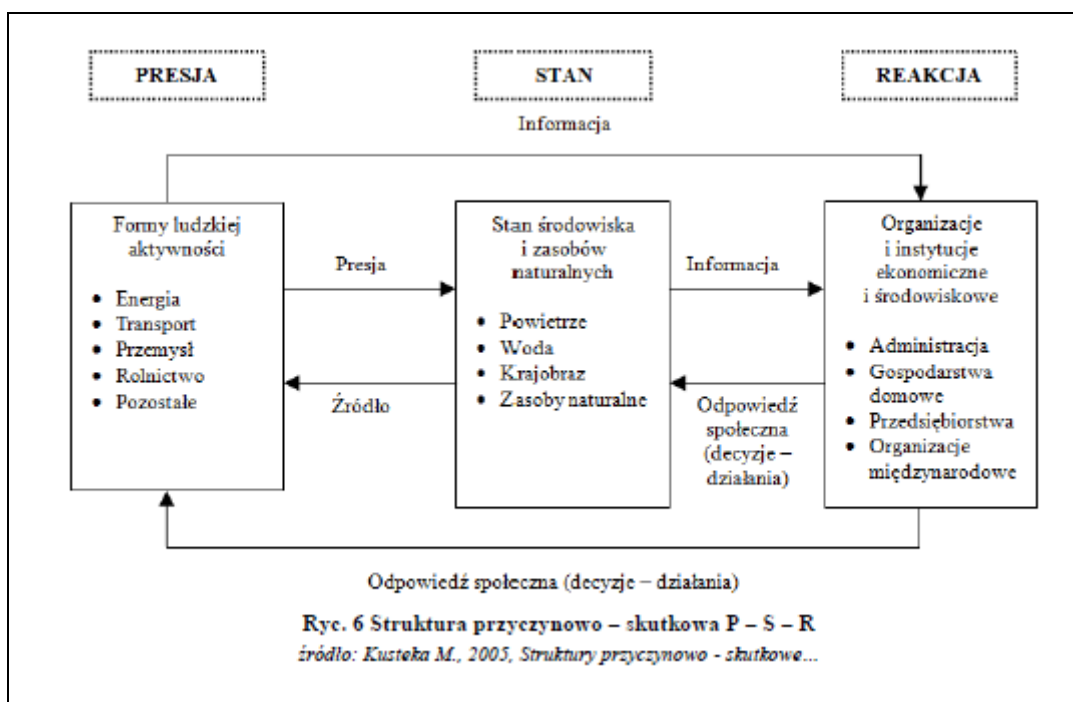 PRESJA
STAN
REAKCJA
Informacja
Formy ludzkiej
aktywności
• Energia
• Transport
• Przemysł
• Rolnictwo
• Pozostałe
Presja
Źródło
Stan środowiska
i zasobów
naturalnych
• Powietrze
• Woda
• Krajobraz
• Zasoby naturalne
Informacja
Odpowiedź
społeczna
(decyzje –
działania)
Organizacje
i instytucje
ekonomiczne
i środowiskowe
• Administracja
• Gospodarstwa
domowe
• Przedsiębiorstwa
• Organizacje
międzynarodowe
Odpowiedź społeczna (decyzje – działania)
Ryc. 6 Struktura przyczynowo – skutkowa P – S – R
źródło: Kusteka M., 2005, Struktury przyczynowo - skutkowe...